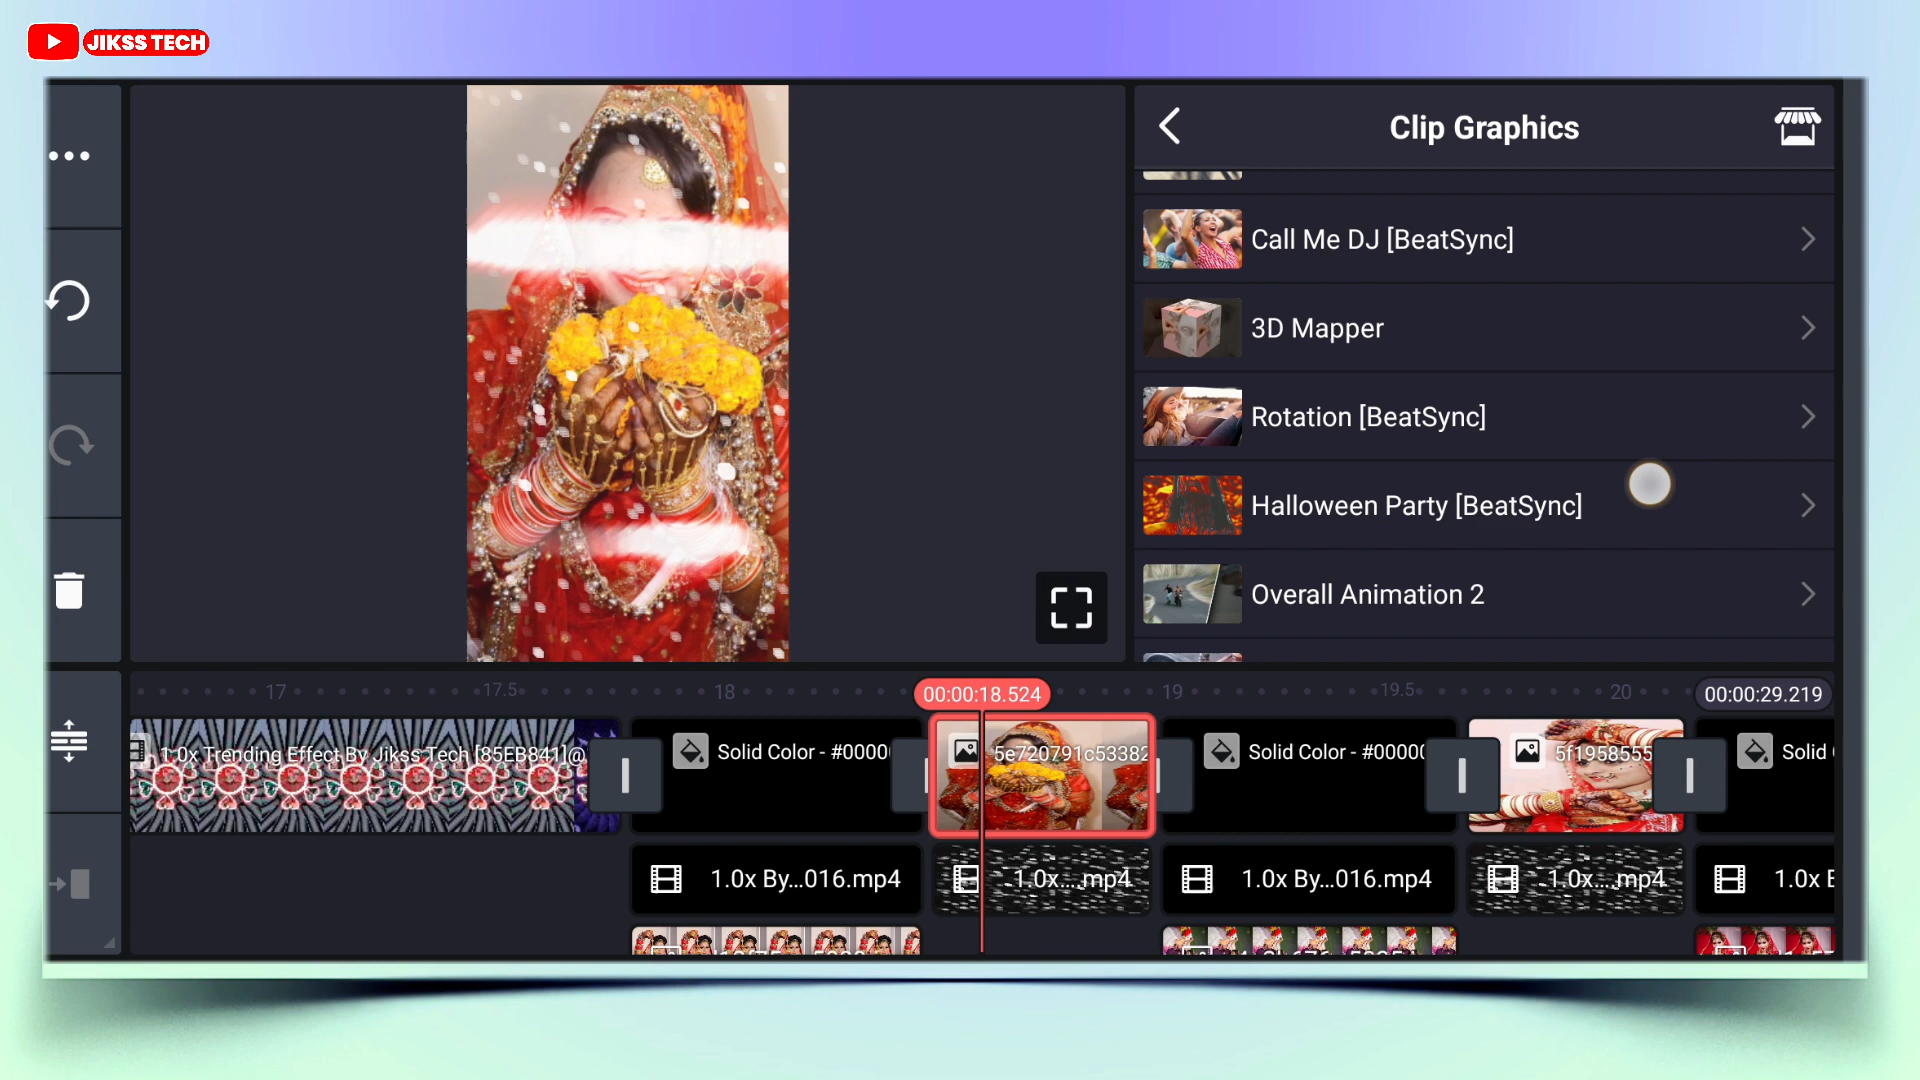 JIKSS TECH
Clip Graphics
Call Me DJ [BeatSync]
3D Mapper
Rotation [BeatSync]
Halloween Party [BeatSync]
Overall Animation 2
17
17.5
18
00:00:18.524
19
19.5
20
00:00:29.219
1.0x Trending Effect By Jikss Tech [85EB841]@
Solid Color - #0000
5e720791c53382
Solid Color - #0000
5f1958555
Solid
1.0x By...016.mp4
1.0x....mp4
1.0x By...016.mp4
1.0x....mp4
1.0x